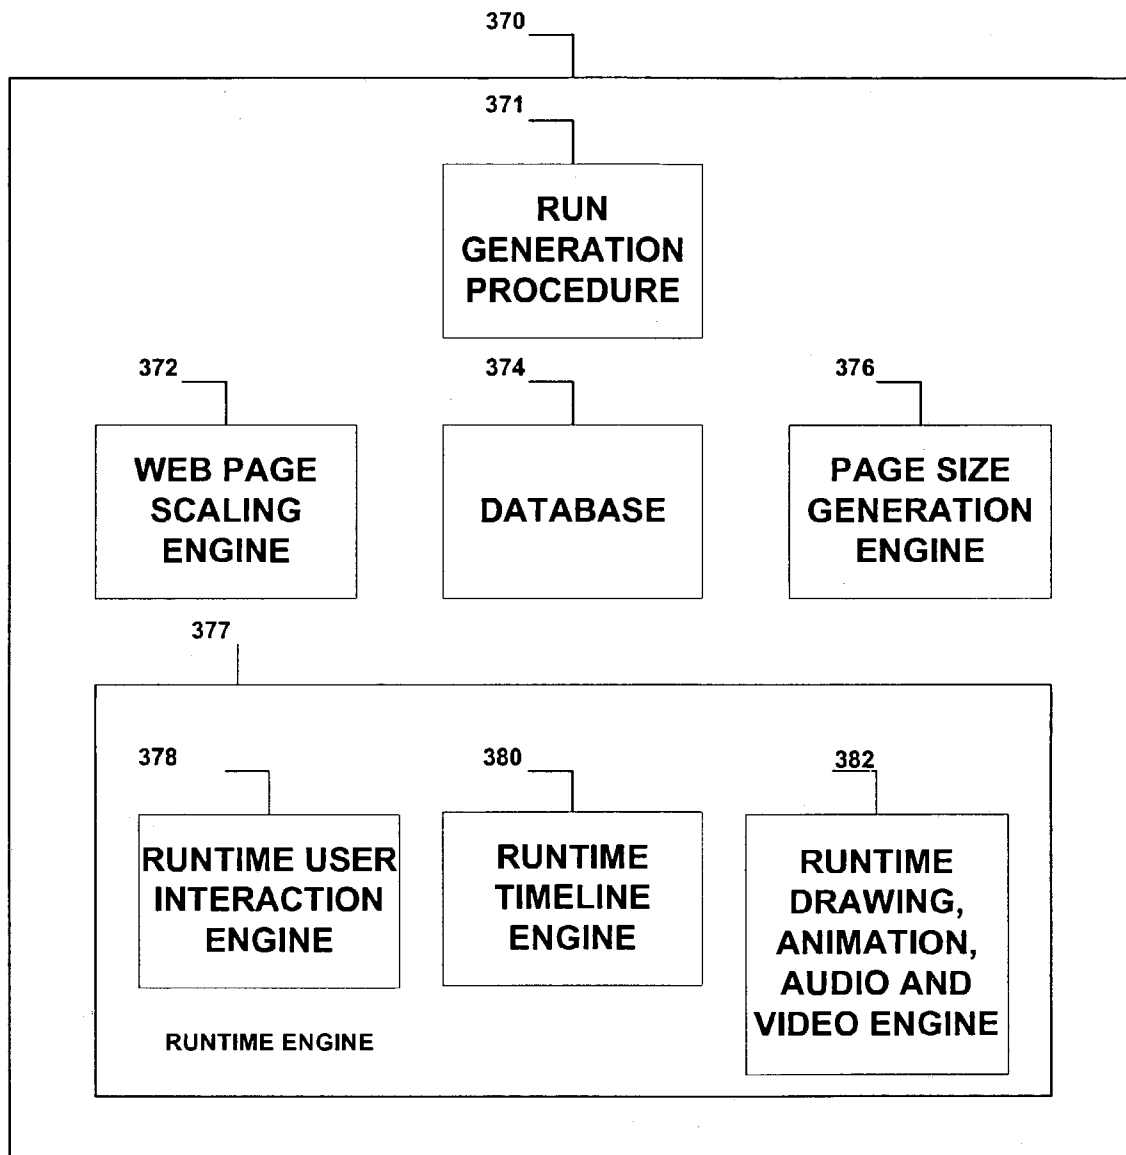 370
371
RUN
GENERATION
PROCEDURE
372
374
376
WEB PAGE
SCALING
ENGINE
DATABASE
PAGE SIZE
GENERATION
ENGINE
377
378
380
382
RUNTIME USER
INTERACTION
ENGINE
RUNTIME
TIMELINE
ENGINE
RUNTIME
DRAWING,
ANIMATION,
AUDIO AND
VIDEO ENGINE
RUNTIME ENGINE